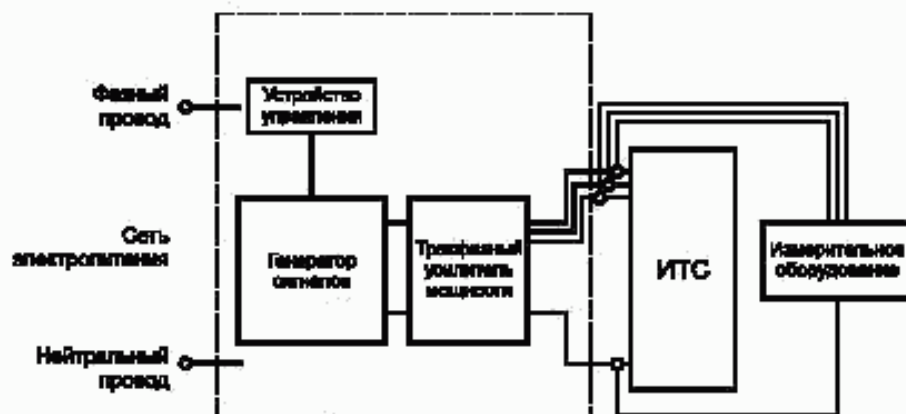 Фазный
провод
Устройство
управления
Сеть
электропитания
Генератор
сигналов
Трехфазный
усилитель
мощности
ИТС
Измерительное
оборудование
Нейтральный
провод